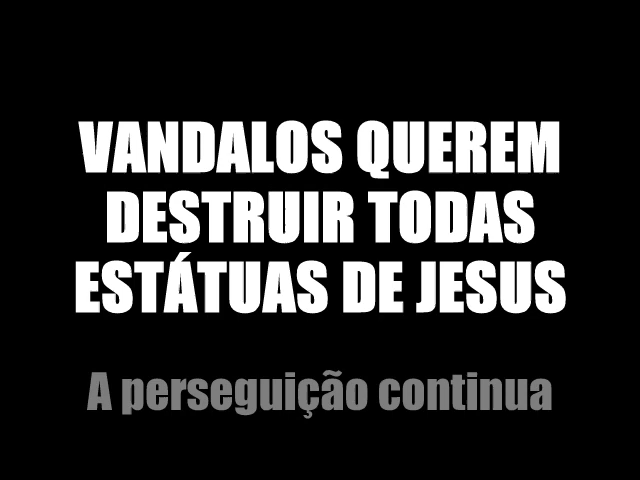 VANDALOS QUEREM
DESTRUIR TODAS
ESTÁTUAS DE JESUS
A perseguição continua